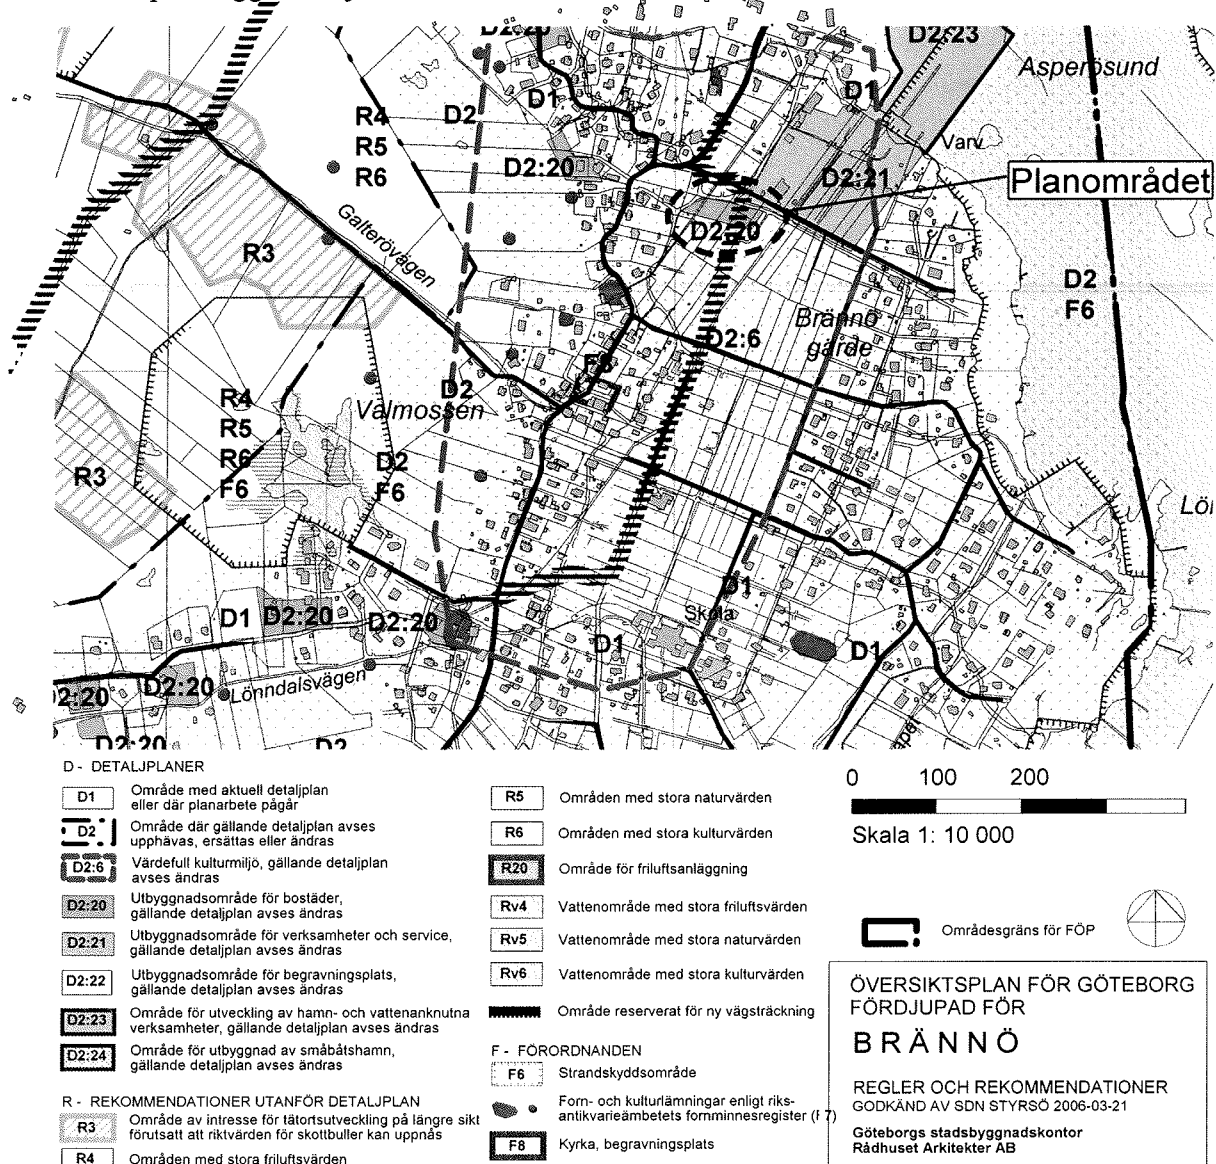 D2:20
D2:23
Asperösund
D1
D1
R4
D2
R5
Varv
R6
D2:20
D2:21
Planområdet
Galterövägen
D2:20
R3
D2
F6
Brännö
gärde
D2:6
F8
R4
D2
Välmossen
R5
R6
D2
R3
F6
F6
Lön
D1
D1
D2:20
D2:20
Skola
D1
D1
D2:20
D2:20
Lönndalsvägen
D2:20
D2
D - DETALJPLANER
D1
Område med aktuell detaljplan
eller där planarbete pågår
D2
Område där gällande detaljplan avses
upphävas, ersättas eller ändras
D2:6
Värdefull kulturmiljö, gällande detaljplan
avses ändras
D2:20
Utbyggnadsområde för bostäder,
gällande detaljplan avses ändras
D2:21
Utbyggnadsområde för verksamheter och service,
gällande detaljplan avses ändras
D2:22
Utbyggnadsområde för begravningsplats,
gällande detaljplan avses ändras
D2:23
Område för utveckling av hamn- och vattenanknutna
verksamheter, gällande detaljplan avses ändras
D2:24
Område för utbyggnad av småbåtshamn,
gällande detaljplan avses ändras
R - REKOMMENDATIONER UTANFÖR DETALJPLAN
R3
Område av intresse för tätortsutveckling på längre sikt
förutsatt att riktvärden för skottbuller kan uppnås
R4
Områden med stora friluftsvärden
R5
Områden med stora naturvärden
R6
Områden med stora kulturvärden
R20
Område för friluftsanläggning
Rv4
Vattenområde med stora friluftsvärden
Rv5
Vattenområde med stora naturvärden
Rv6
Vattenområde med stora kulturvärden
Område reserverat för ny vägsträckning
F - FÖRORDNANDEN
F6
Strandskyddsområde
Forn- och kulturlämningar enligt riks-
antikvarieämbetets fornminnesregister (F7)
F8
Kyrka, begravningsplats
0 100 200
Skala 1: 10 000
Områdesgräns för FÖP
ÖVERSIKTSPLAN FÖR GÖTEBORG
FÖRDJUPAD FÖR
BRÄNNÖ
REGLER OCH REKOMMENDATIONER
GODKÄND AV SDN STYRSÖ 2006-03-21
Göteborgs stadsbyggnadskontor
Rådhuset Arkitekter AB